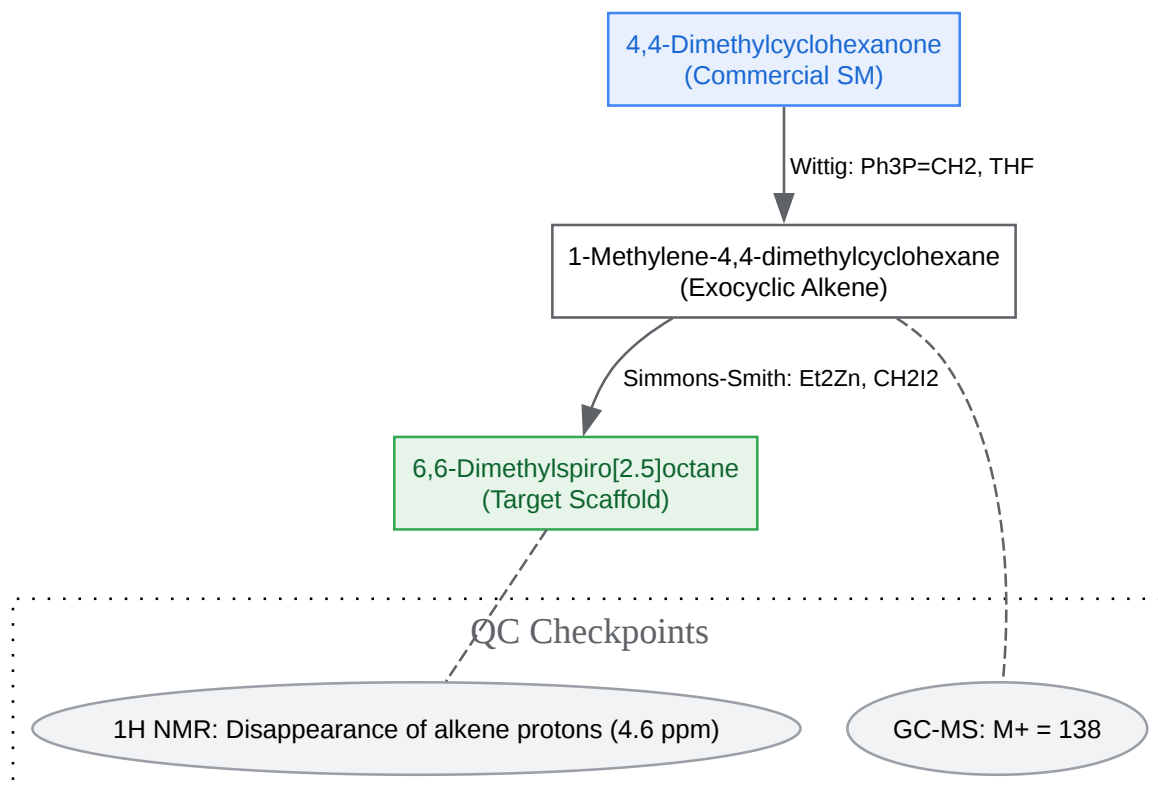 4,4-Dimethylcyclohexanone
(Commercial SM)
Wittig: Ph3P=CH2, THF
1-Methylene-4,4-dimethylcyclohexane
(Exocyclic Alkene)
Simmons-Smith: Et2Zn, CH2I2
6,6-Dimethylspiro[2.5]octane
(Target Scaffold)
QC Checkpoints
1H NMR: Disappearance of alkene protons (4.6 ppm)
GC-MS: M+ = 138